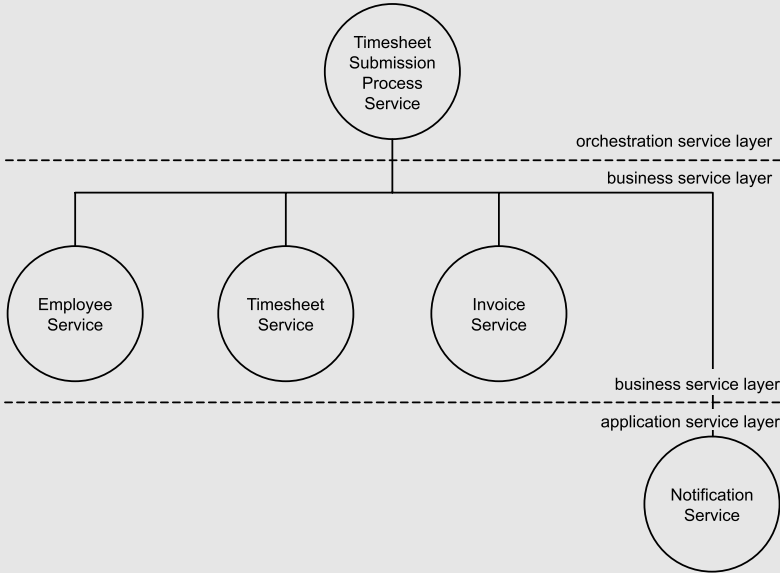 Timesheet
Submission
Process
Service
orchestration service layer
business service layer
Employee
Service
Timesheet
Service
Invoice
Service
business service layer
application service layer
Notification
Service